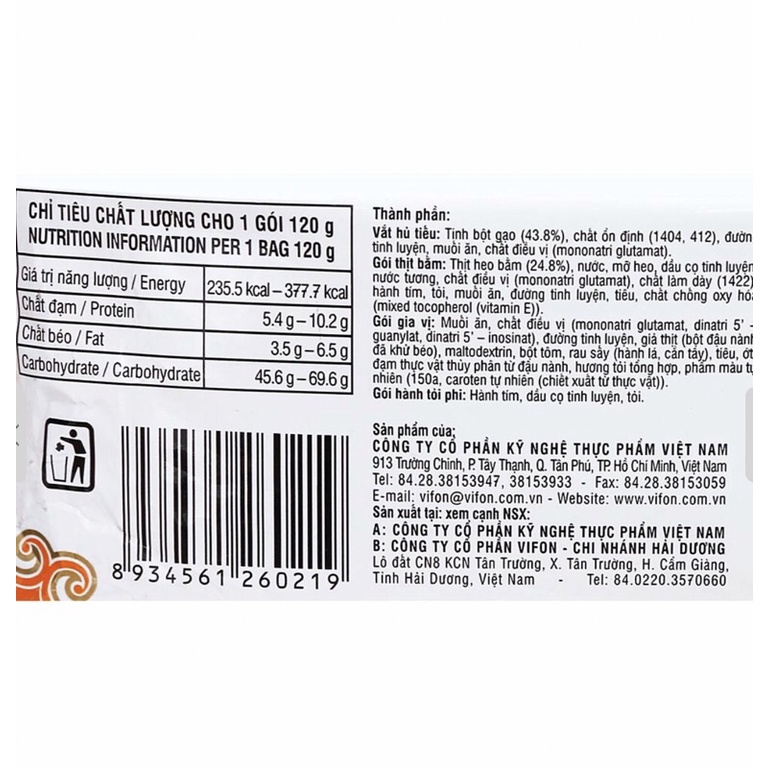 CHỈ TIÊU CHẤT LƯỢNG CHO 1 GÓI 120 g
NUTRITION INFORMATION PER 1 BAG 120 g
Giá trị năng lượng / Energy 235.5 kcal – 377.7 kcal
Chất đạm / Protein 5.4 g – 10.2 g
Chất béo / Fat 3.5 g – 6.5 g
Carbohydrate / Carbohydrate 45.6 g – 69.6 g
8 934561 260219
Thành phần:
Vắt hủ tiếu: Tinh bột gạo (43.8%), chất ổn định (1404, 412), đườn
tinh luyện, muối ăn, chất điều vị (mononatri glutamat).
Gói thịt bằm: Thịt heo bằm (24.8%), nước, mỡ heo, dầu cọ tinh luyện
nước tương, chất điều vị (mononatri glutamat), chất làm dày (1422)
hành tím, tỏi, muối ăn, đường tinh luyện, tiêu, chất chống oxy hó
(mixed tocopherol (vitamin E)).
Gói gia vị: Muối ăn, chất điều vị (mononatri glutamat, dinatri 5' -
guanylat, dinatri 5' – inosinat), đường tinh luyện, giả thịt (bột đậu nành
đã khử béo), maltodextrin, bột tôm, rau sấy (hành lá, cần tây), tiêu, ớt
đạm thực vật thủy phân từ đậu nành, hương tỏi tổng hợp, phẩm màu tự
nhiên (150a, caroten tự nhiên (chiết xuất từ thực vật)).
Gói hành tỏi phi: Hành tím, dầu cọ tinh luyện, tỏi.
Sản phẩm của:
CÔNG TY CỔ PHẦN KỸ NGHỆ THỰC PHẨM VIỆT NAM
913 Trường Chinh, P. Tây Thạnh, Q. Tân Phú, TP. Hồ Chí Minh, Việt Nam
Tel: 84.28.38153947, 38153933 - Fax: 84.28.38153059
E-mail: vifon@vifon.com.vn - Website: www.vifon.com.vn
Sản xuất tại: xem cạnh NSX:
A: CÔNG TY CỔ PHẦN KỸ NGHỆ THỰC PHẨM VIỆT NAM
B: CÔNG TY CỔ PHẦN VIFON - CHI NHÁNH HẢI DƯƠNG
Lô đất CN8 KCN Tân Trường, X. Tân Trường, H. Cẩm Giàng,
Tỉnh Hải Dương, Việt Nam - Tel: 84.0220.3570660